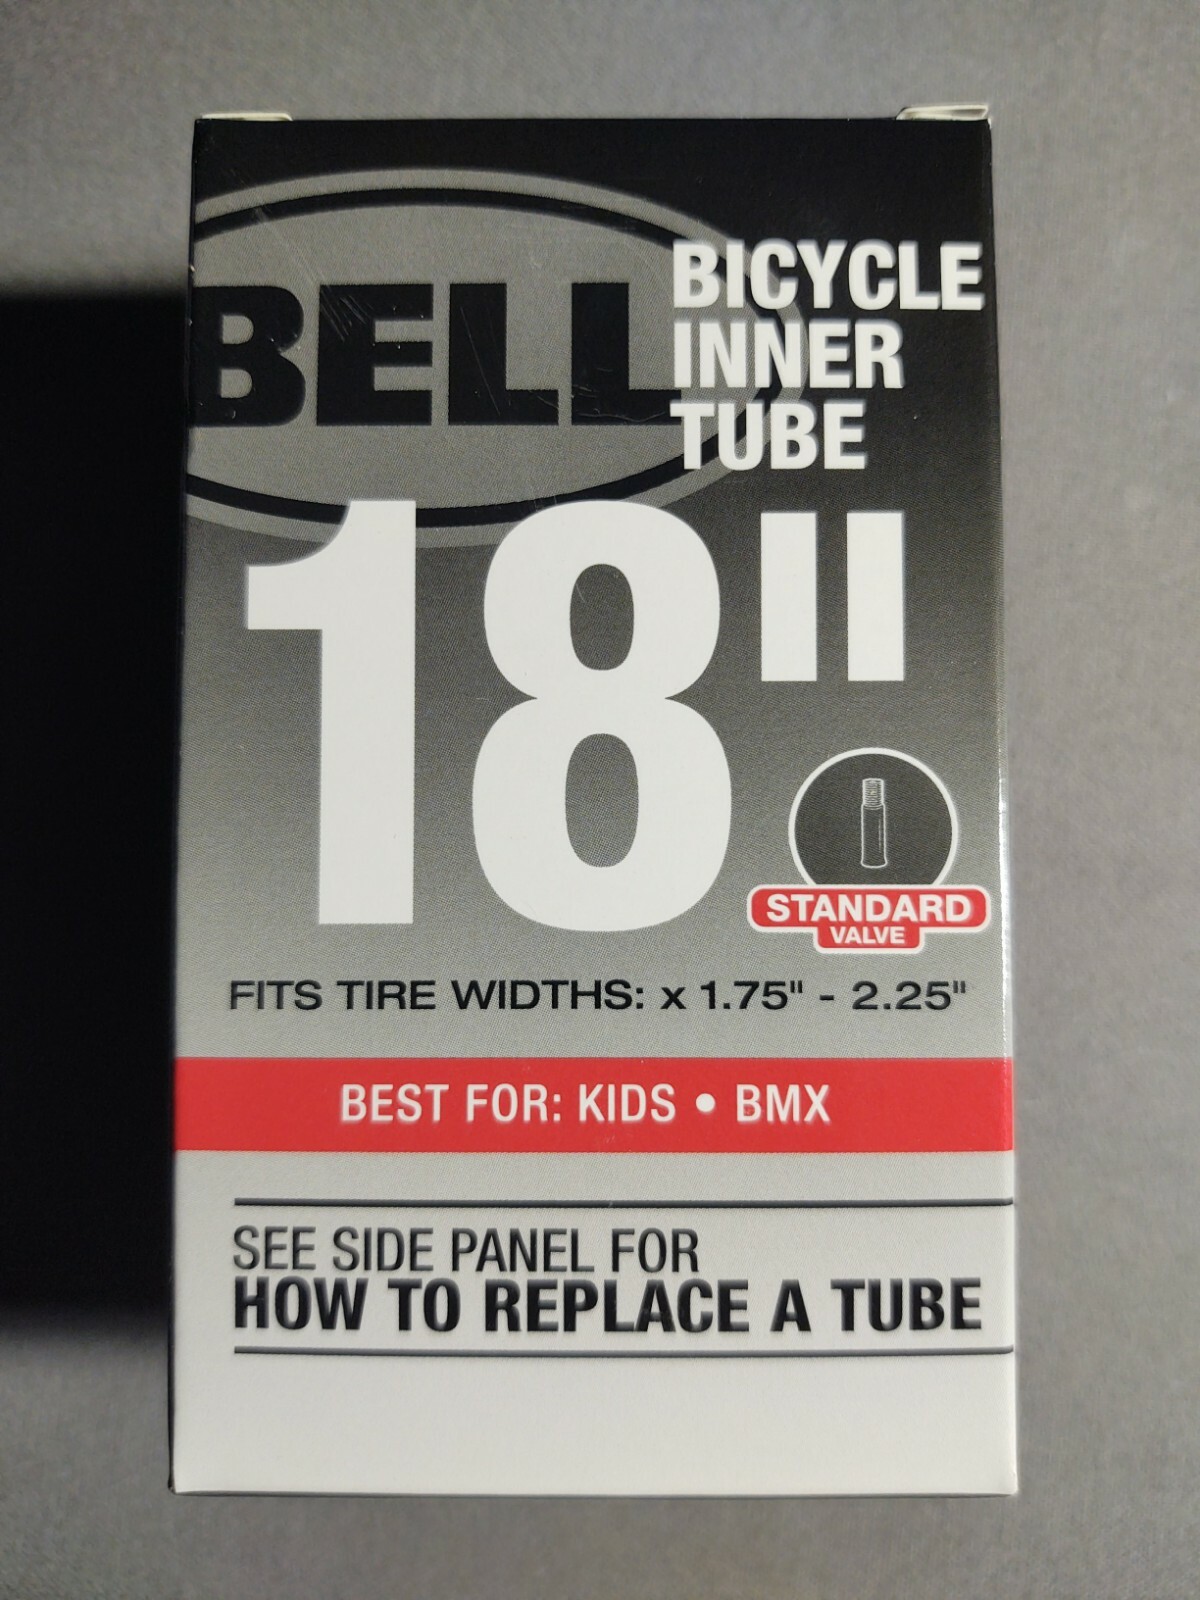 BELL
BICYCLE
INNER
TUBE
18"
STANDARD
VALVE
FITS TIRE WIDTHS: x 1.75" - 2.25"
BEST FOR: KIDS • BMX
SEE SIDE PANEL FOR
HOW TO REPLACE A TUBE